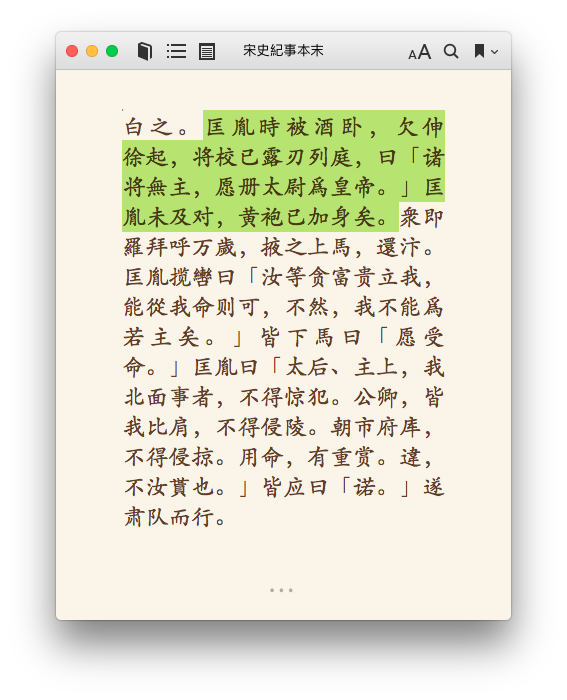 宋史紀事本末
AA
白之。匡胤時被酒卧，欠伸
徐起，将校已露刃列庭，曰「诸
将無主，愿册太尉爲皇帝。」匡
胤未及对，黄袍已加身矣。衆即
羅拜呼万歲，掖之上馬，還汴。
匡胤揽轡曰「汝等贪富贵立我，
能從我命则可，不然，我不能爲
若主矣。」皆下馬曰「愿受
命。」匡胤曰「太后、主上，我
北面事者，不得惊犯。公卿，皆
我比肩，不得侵陵。朝市府库，
不得侵掠。用命，有重赏。違，
不汝貰也。」皆应曰「诺。」遂
肃队而行。